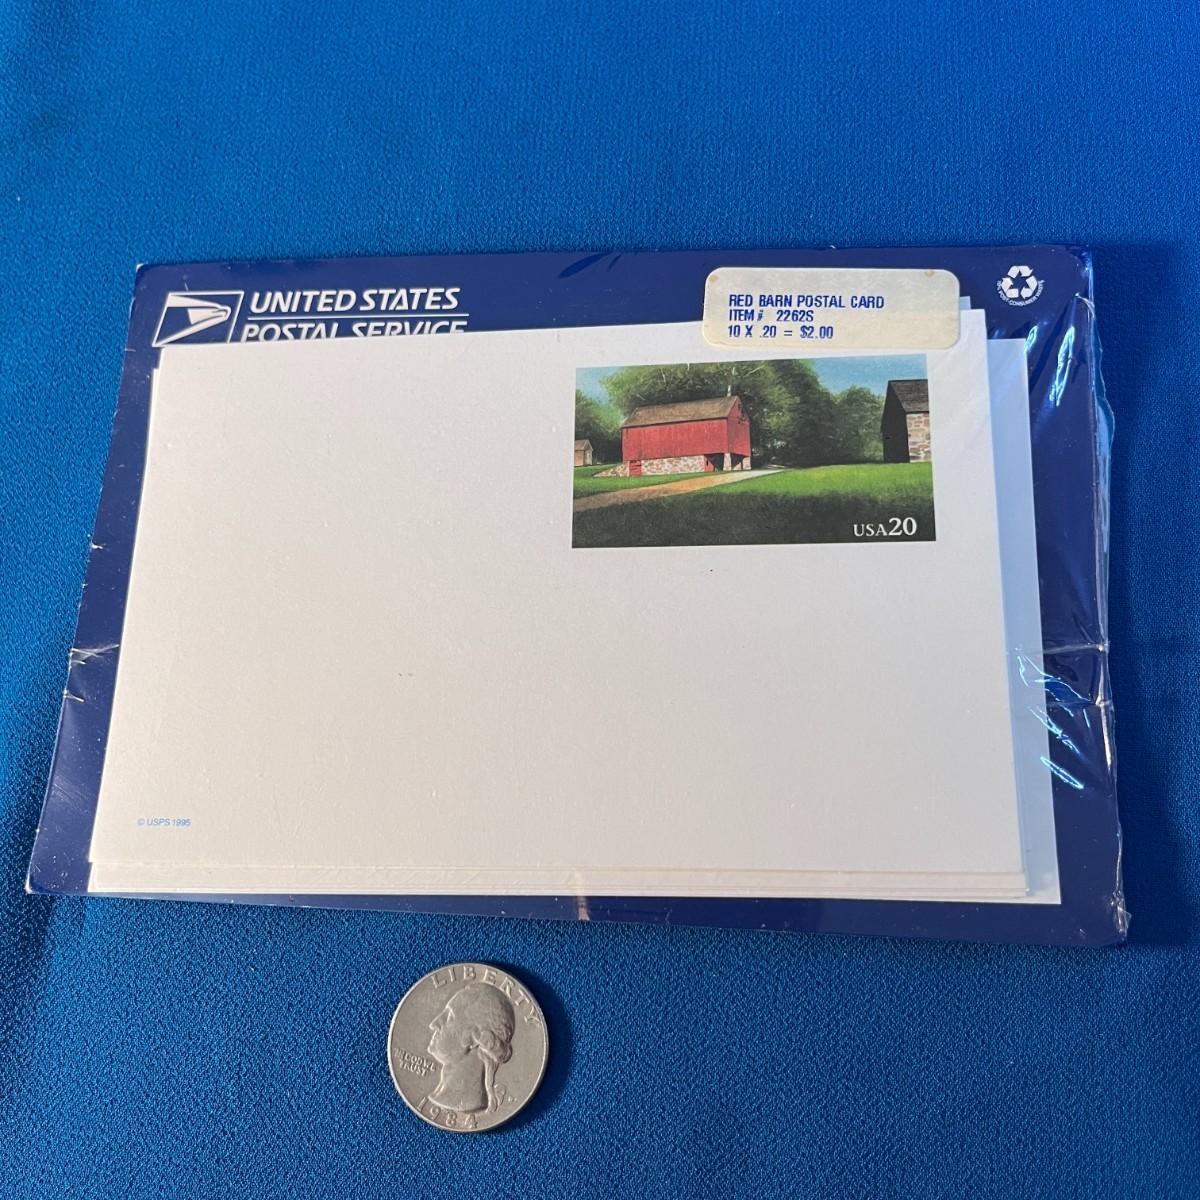 UNITED STATES
POSTAL SERVICE
RED BARN POSTAL CARD
ITEM # 2262S
10 X .20 = $2.00
USA20
© USPS 1995
LIBERTY
IN GOD WE
TRUST
1984